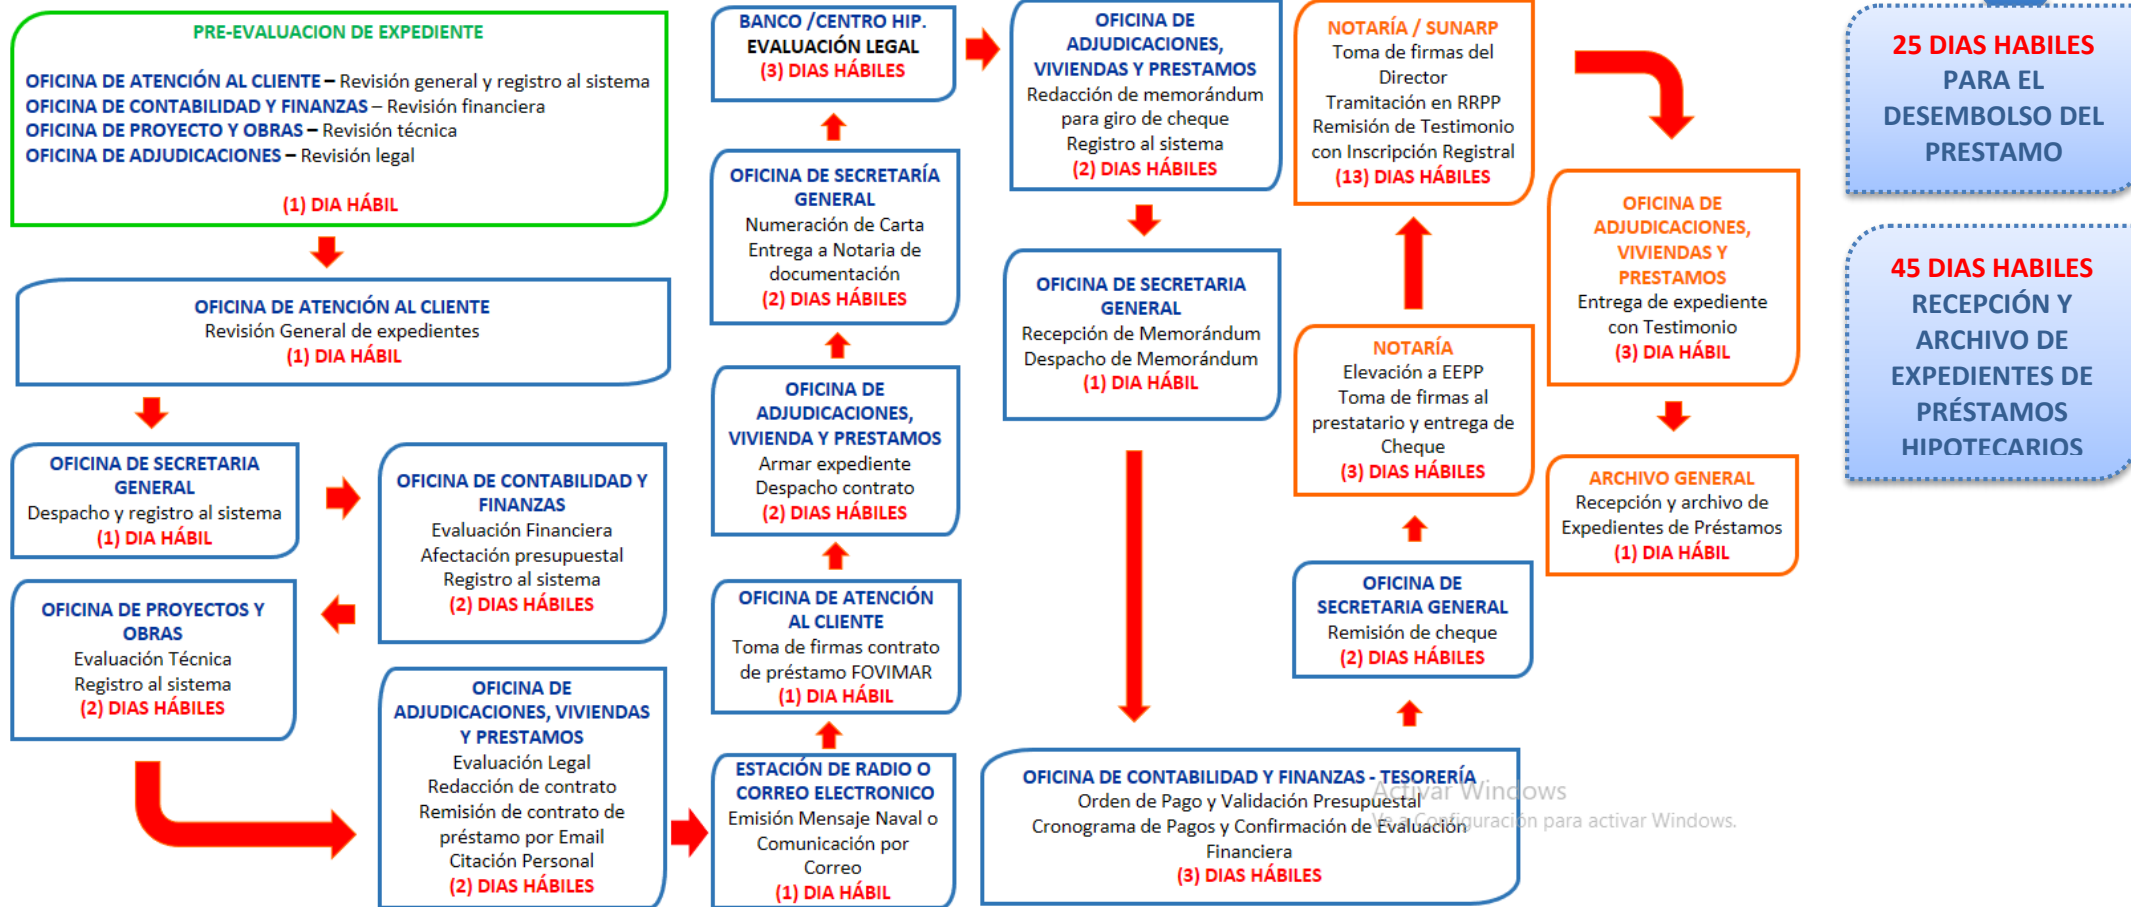 PRE-EVALUACION DE EXPEDIENTE
OFICINA DE ATENCIÓN AL CLIENTE – Revisión general y registro al sistema
OFICINA DE CONTABILIDAD Y FINANZAS – Revisión financiera
OFICINA DE PROYECTO Y OBRAS – Revisión técnica
OFICINA DE ADJUDICACIONES – Revisión legal
(1) DIA HÁBIL
OFICINA DE ATENCIÓN AL CLIENTE
Revisión General de expedientes
(1) DIA HÁBIL
OFICINA DE SECRETARIA
GENERAL
Despacho y registro al sistema
(1) DIA HÁBIL
OFICINA DE CONTABILIDAD Y
FINANZAS
Evaluación Financiera
Afectación presupuestal
Registro al sistema
(2) DIAS HÁBILES
OFICINA DE PROYECTOS Y
OBRAS
Evaluación Técnica
Registro al sistema
(2) DIAS HÁBILES
OFICINA DE
ADJUDICACIONES, VIVIENDAS
Y PRESTAMOS
Evaluación Legal
Redacción de contrato
Remisión de contrato de
préstamo por Email
Citación Personal
(2) DIAS HÁBILES
ESTACIÓN DE RADIO O
CORREO ELECTRONICO
Emisión Mensaje Naval o
Comunicación por
Correo
(1) DIA HÁBIL
OFICINA DE ATENCIÓN
AL CLIENTE
Toma de firmas contrato
de préstamo FOVIMAR
(1) DIA HÁBIL
OFICINA DE
ADJUDICACIONES,
VIVIENDA Y PRESTAMOS
Armar expediente
Despacho contrato
(2) DIAS HÁBILES
OFICINA DE SECRETARÍA
GENERAL
Numeración de Carta
Entrega a Notaria de
documentación
(2) DIAS HÁBILES
BANCO /CENTRO HIP.
EVALUACIÓN LEGAL
(3) DIAS HÁBILES
OFICINA DE
ADJUDICACIONES,
VIVIENDAS Y PRESTAMOS
Redacción de memorándum
para giro de cheque
Registro al sistema
(2) DIAS HÁBILES
OFICINA DE SECRETARIA
GENERAL
Recepción de Memorándum
Despacho de Memorándum
(1) DIA HÁBIL
OFICINA DE CONTABILIDAD Y FINANZAS - TESORERÍA
Orden de Pago y Validación Presupuestal
Cronograma de Pagos y Confirmación de Evaluación
Financiera
(3) DIAS HÁBILES
OFICINA DE
SECRETARIA GENERAL
Remisión de cheque
(2) DIAS HÁBILES
NOTARÍA
Elevación a EEPP
Toma de firmas al
prestatario y entrega de
Cheque
(3) DIAS HÁBILES
NOTARÍA / SUNARP
Toma de firmas del
Director
Tramitación en RRPP
Remisión de Testimonio
con Inscripción Registral
(13) DIAS HÁBILES
OFICINA DE
ADJUDICACIONES,
VIVIENDAS Y
PRESTAMOS
Entrega de expediente
con Testimonio
(3) DIA HÁBIL
ARCHIVO GENERAL
Recepción y archivo de
Expedientes de Préstamos
(1) DIA HÁBIL
25 DIAS HABILES
PARA EL
DESEMBOLSO DEL
PRESTAMO
45 DIAS HABILES
RECEPCIÓN Y
ARCHIVO DE
EXPEDIENTES DE
PRÉSTAMOS
HIPOTECARIOS
Activar Windows
Ve a Configuración para activar Windows.